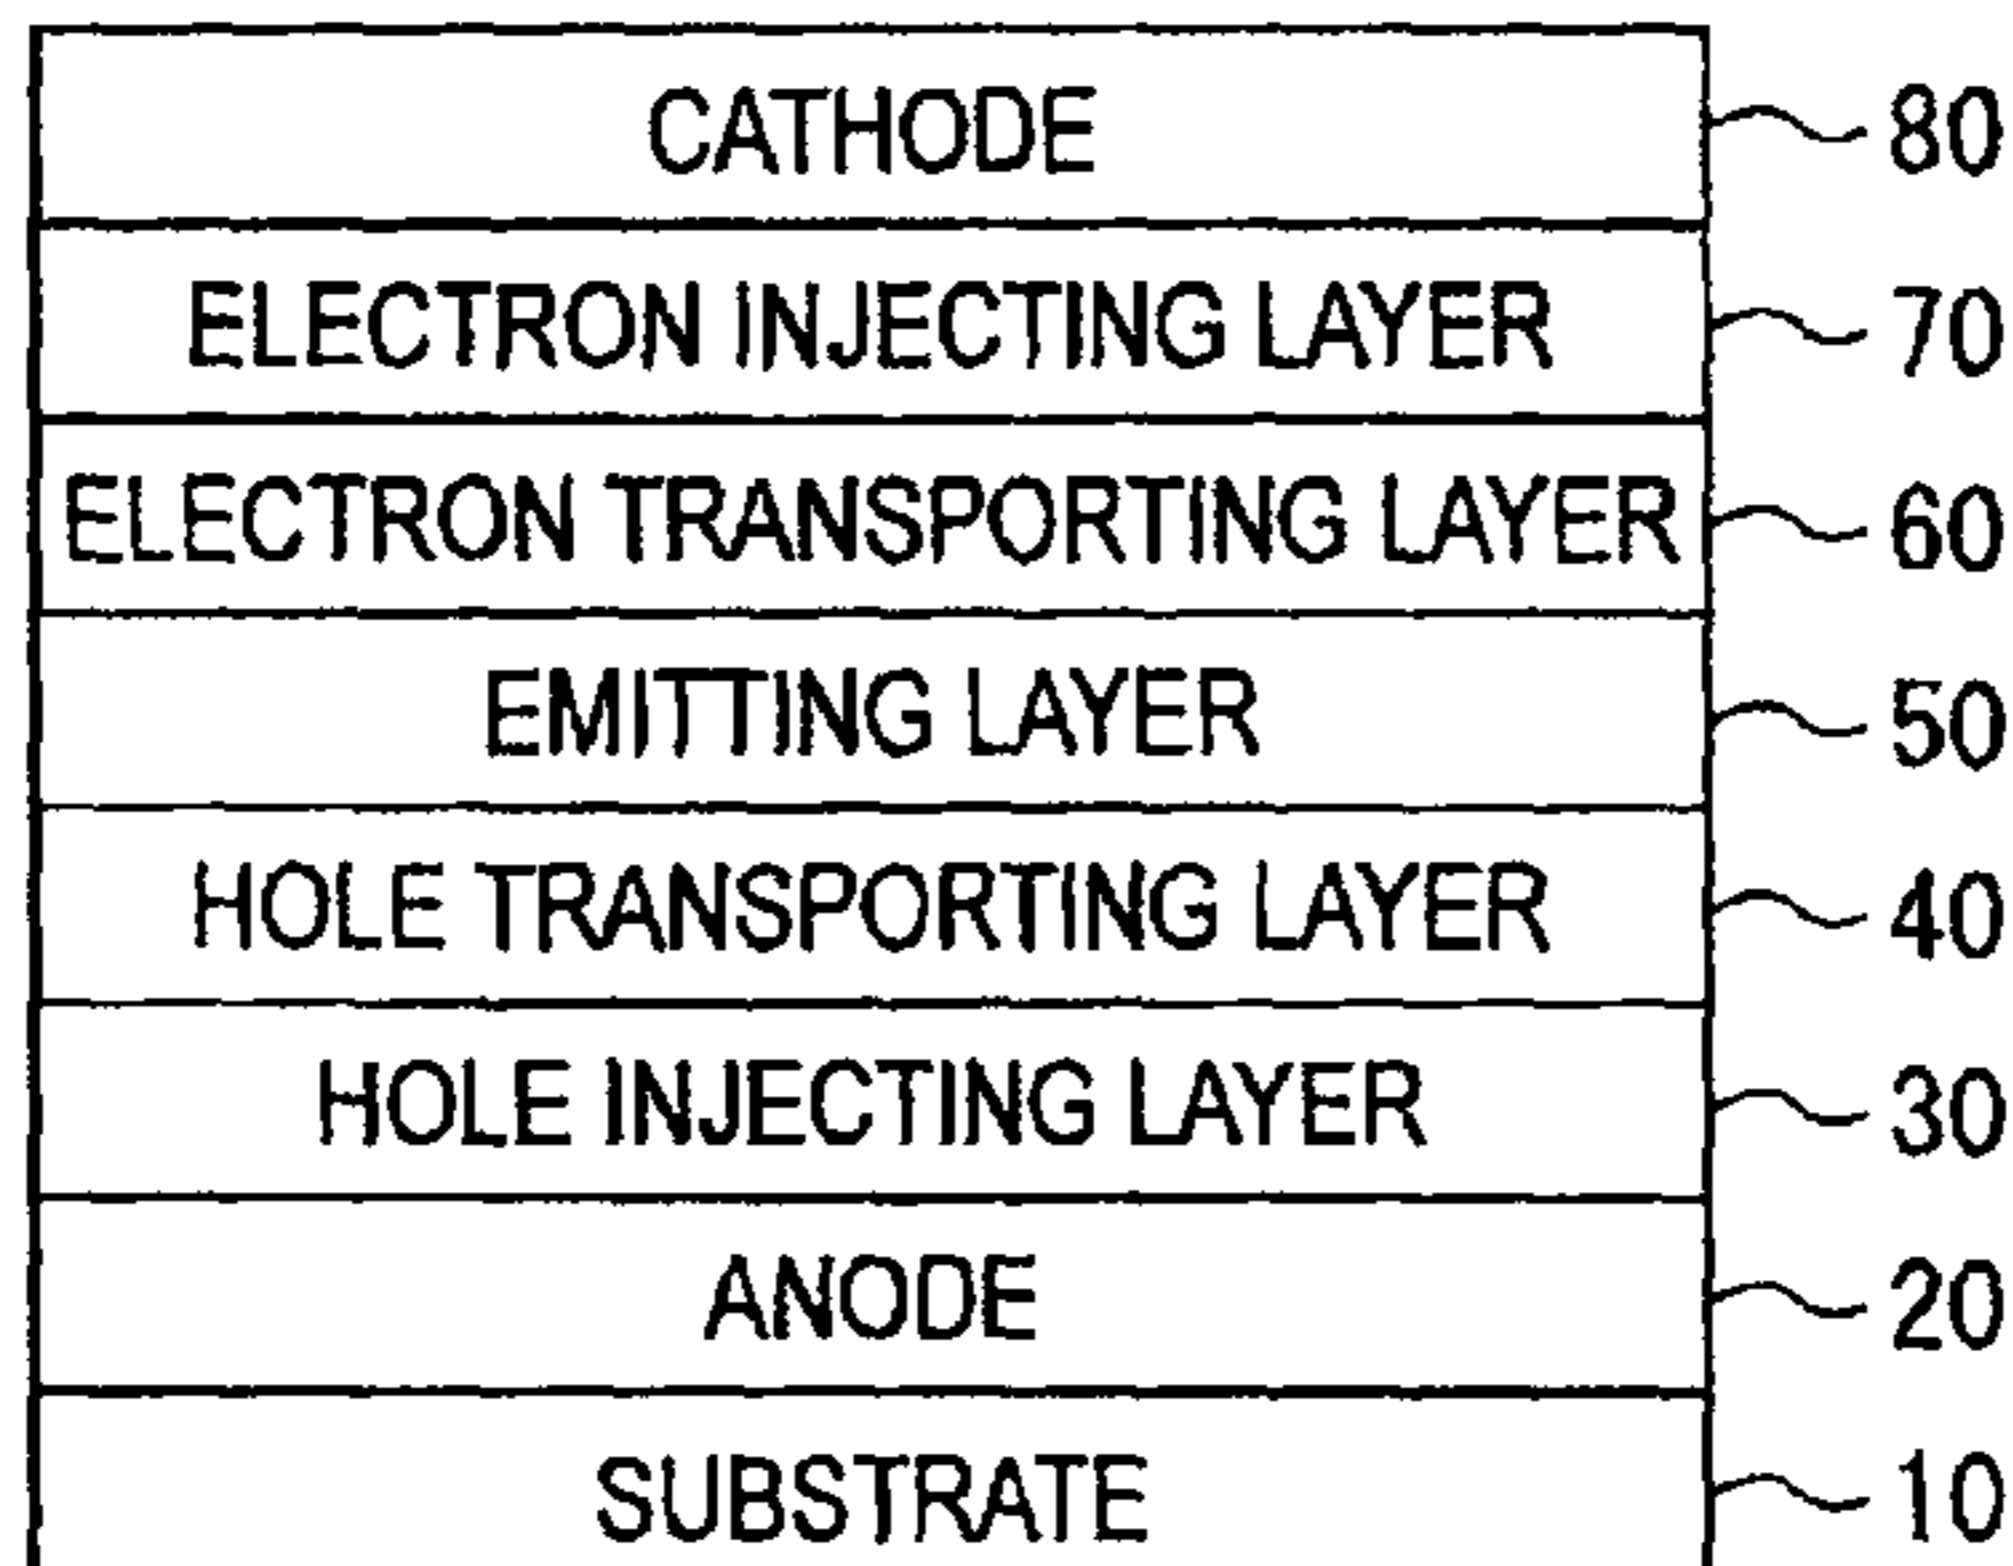 CATHODE 80
ELECTRON INJECTING LAYER 70
ELECTRON TRANSPORTING LAYER 60
EMITTING LAYER 50
HOLE TRANSPORTING LAYER 40
HOLE INJECTING LAYER 30
ANODE 20
SUBSTRATE 10